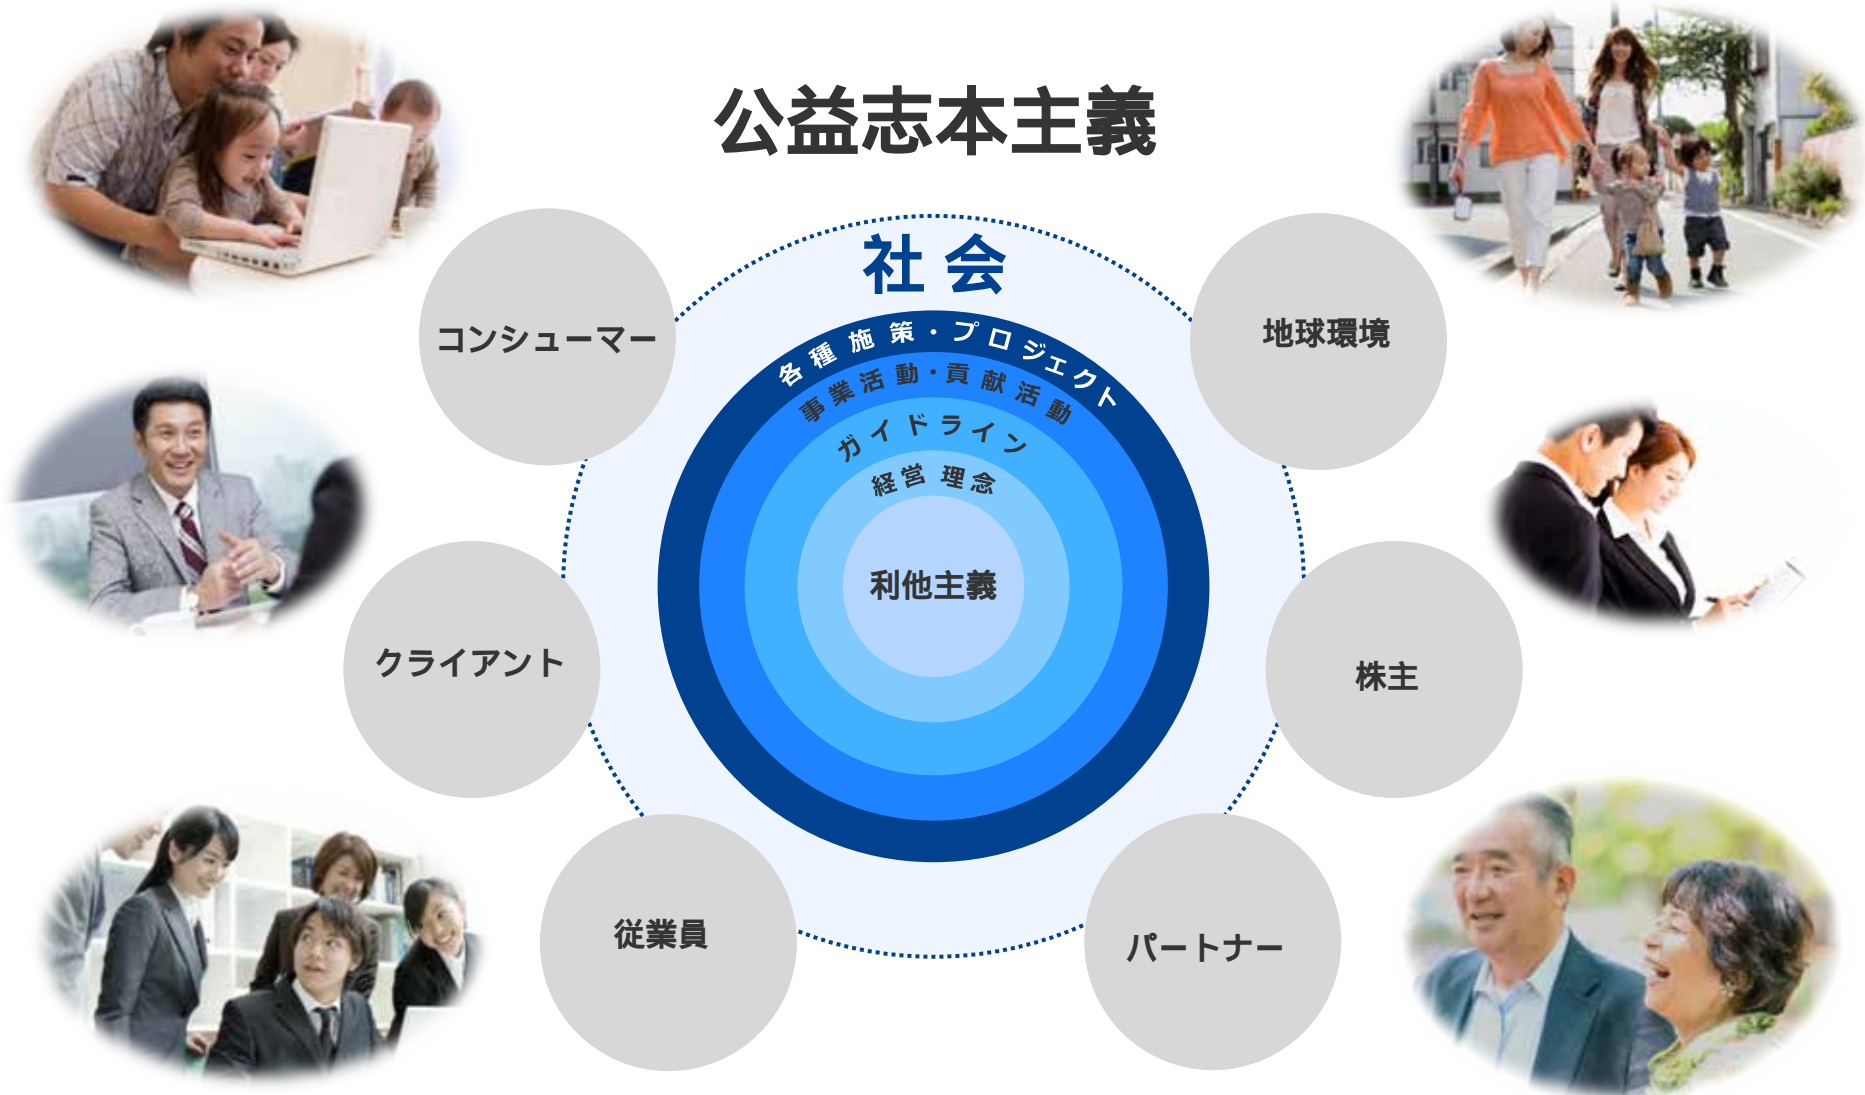 公益志本主義
社会
各種施策・プロジェクト
事業活動・貢献活動
ガイドライン
経営理念
利他主義
コンシューマー
地球環境
クライアント
株主
従業員
パートナー